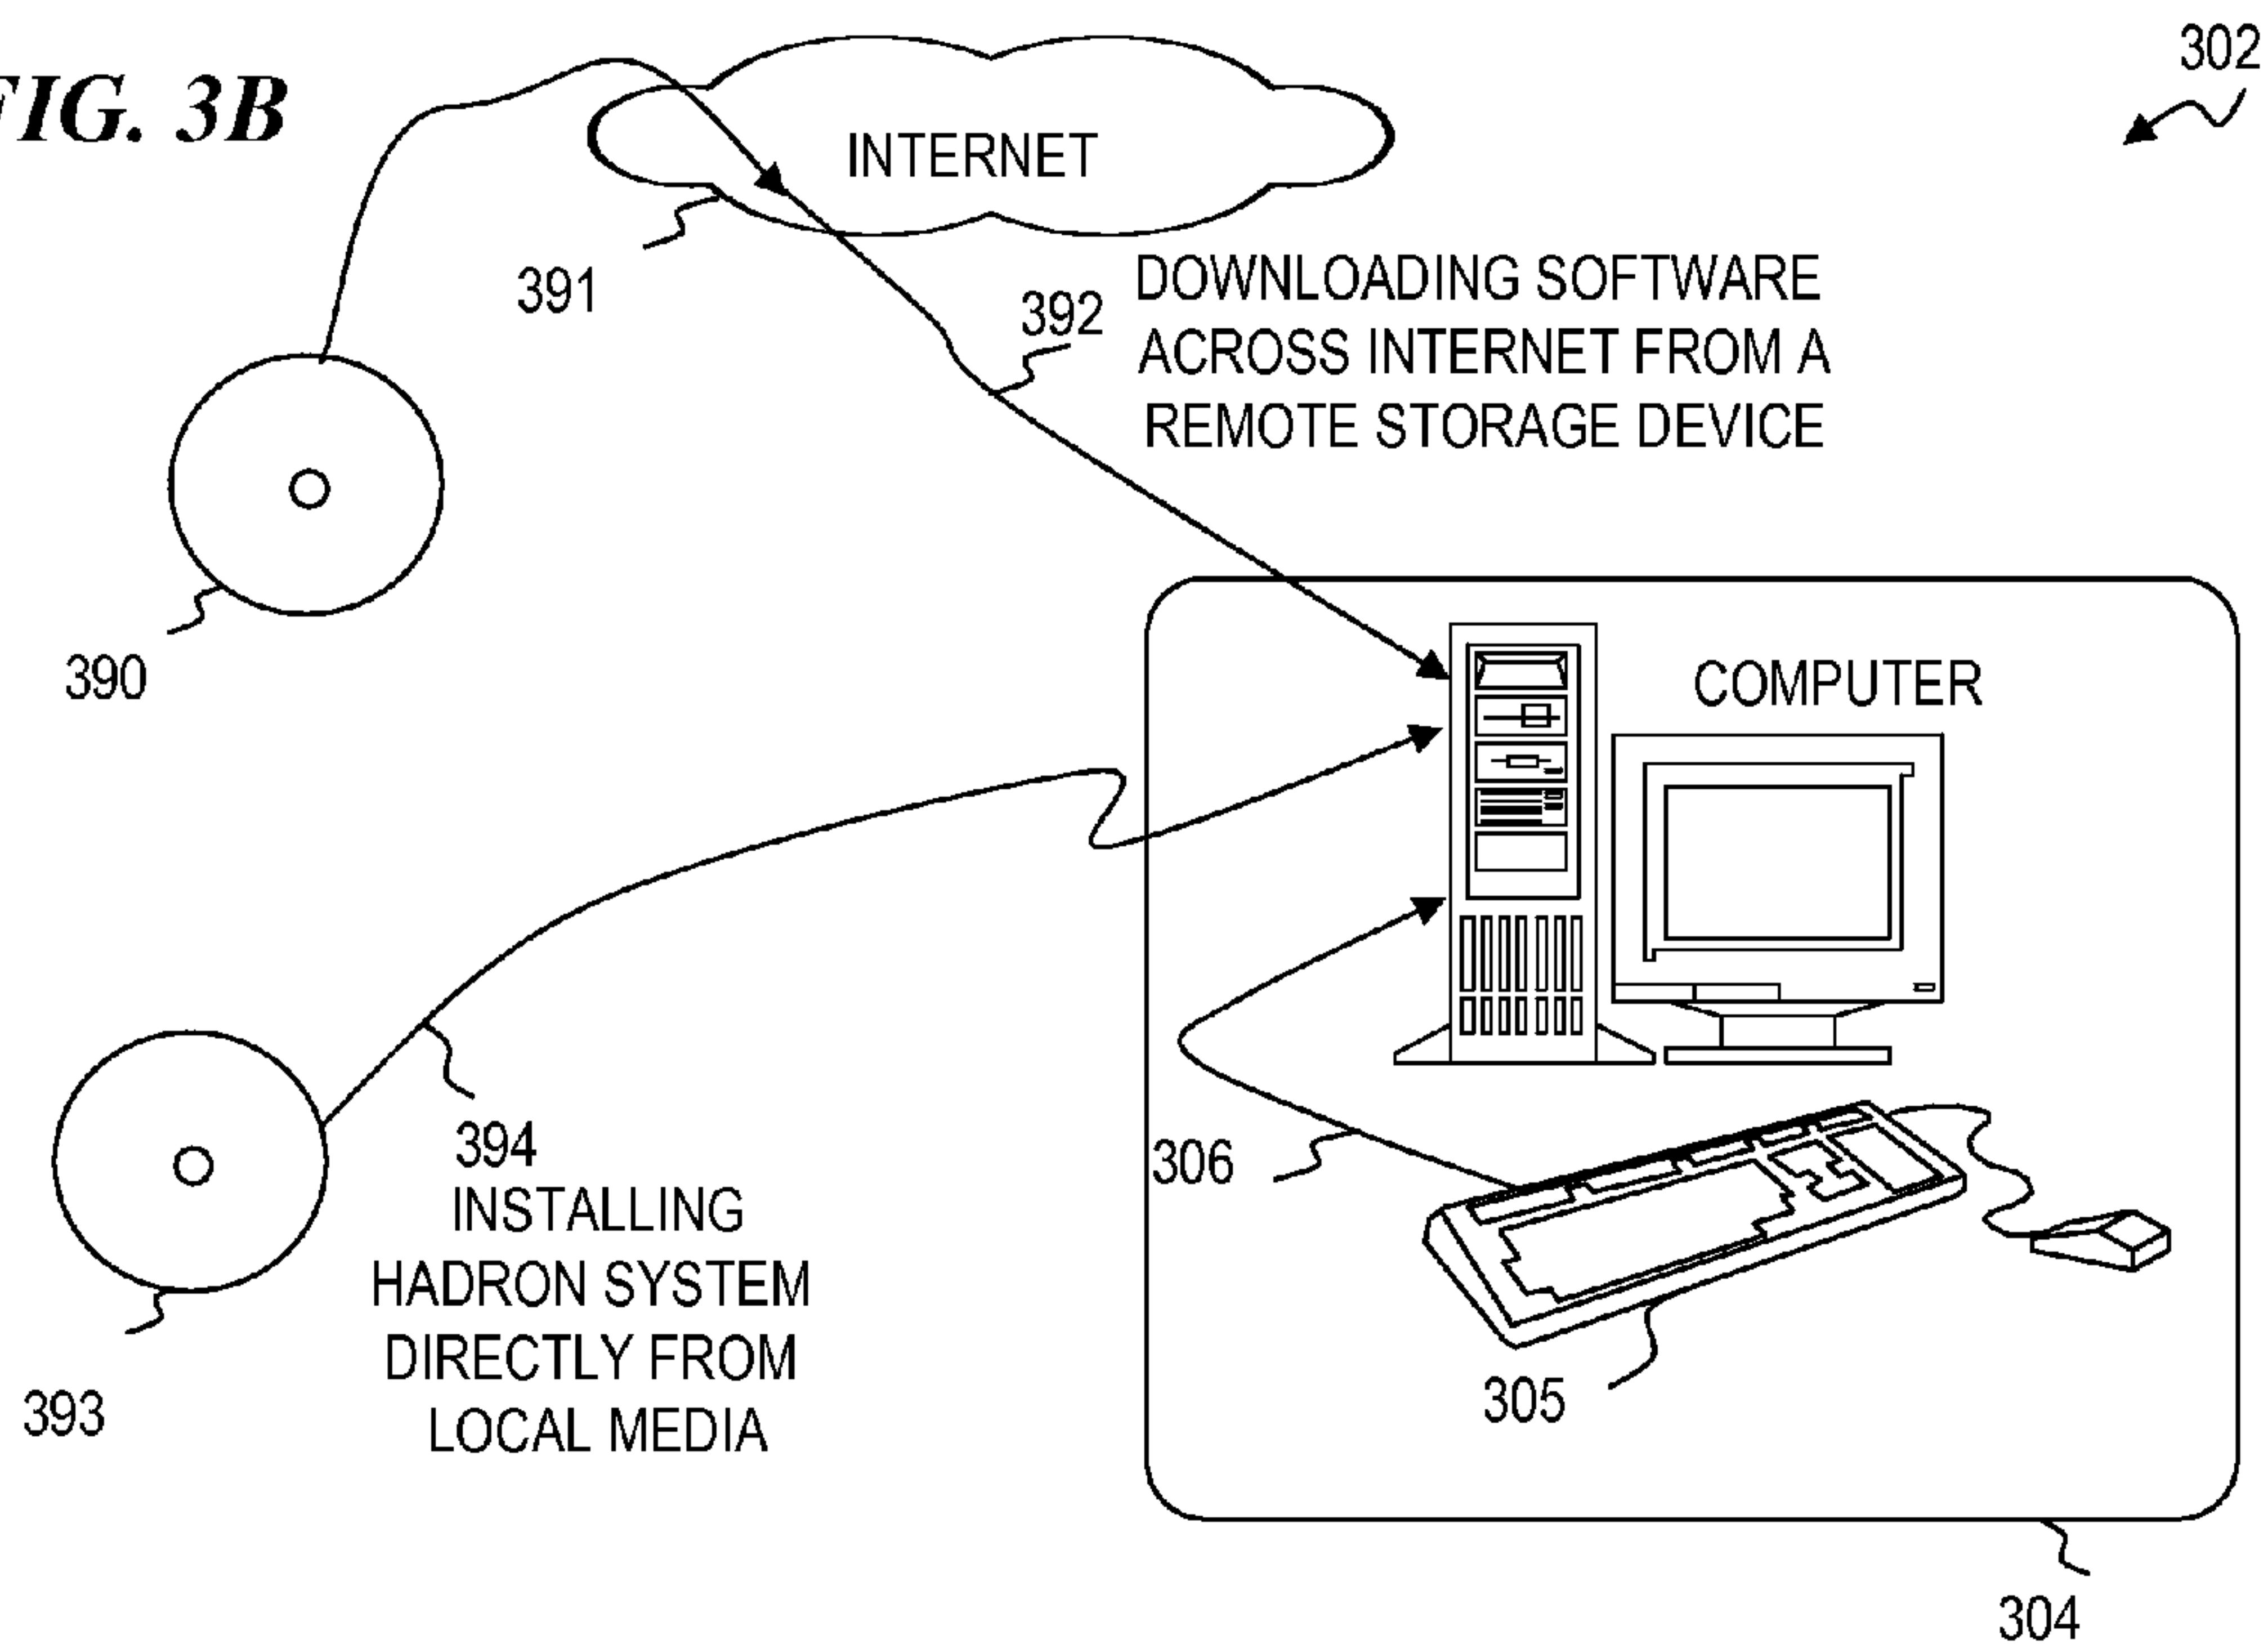 FIG. 3B
302
INTERNET
391
392
DOWNLOADING SOFTWARE
ACROSS INTERNET FROM A
REMOTE STORAGE DEVICE
390
COMPUTER
394
INSTALLING
HADRON SYSTEM
DIRECTLY FROM
LOCAL MEDIA
393
306
305
304